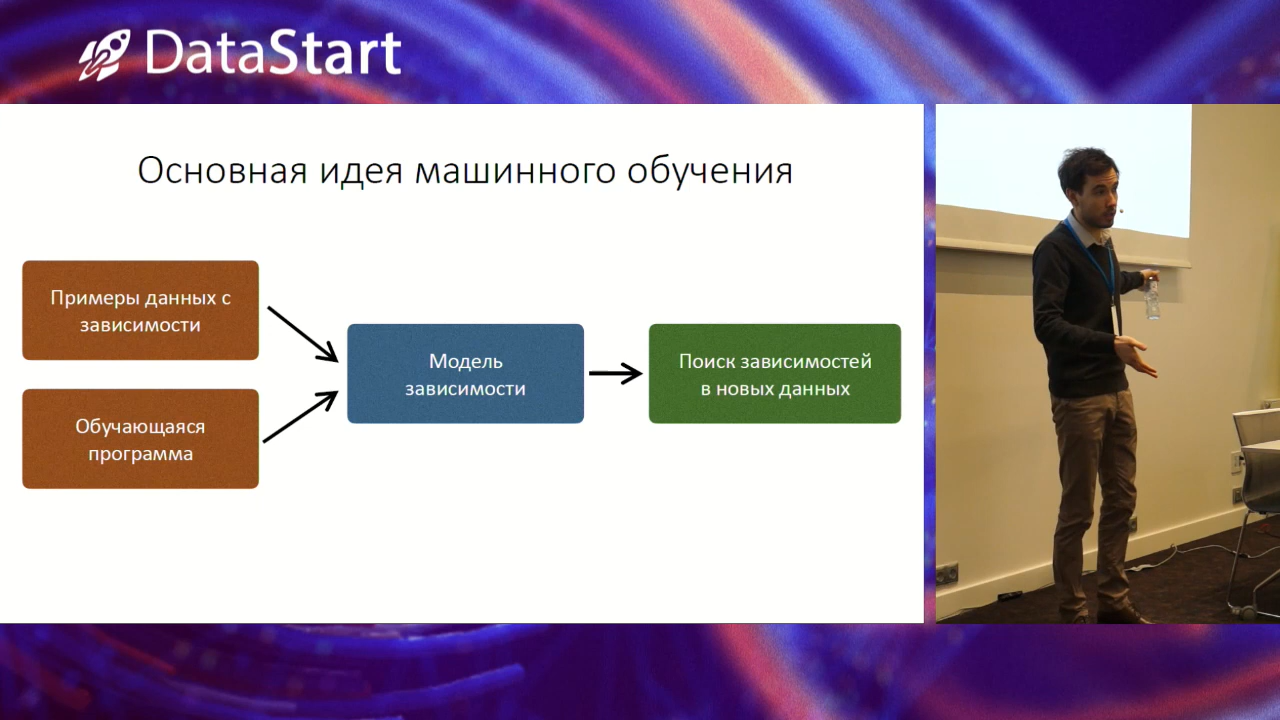 DataStart
Основная идея машинного обучения
Примеры данных с
зависимости
Обучающаяся
программа
Модель
зависимости
Поиск зависимостей
в новых данных